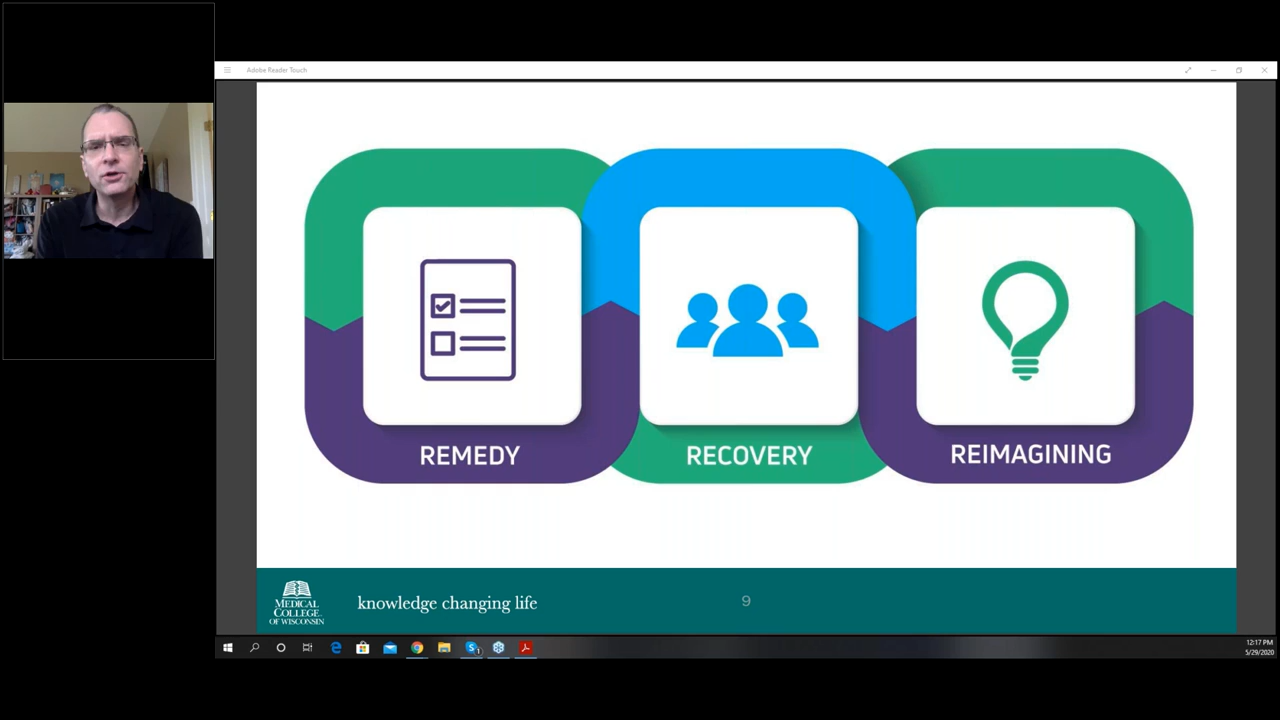 Adobe Reader Touch
REMEDY
RECOVERY
REIMAGINING
MEDICAL
COLLEGE
OF WISCONSIN
knowledge changing life
9
1
12:17 PM
5/29/2020